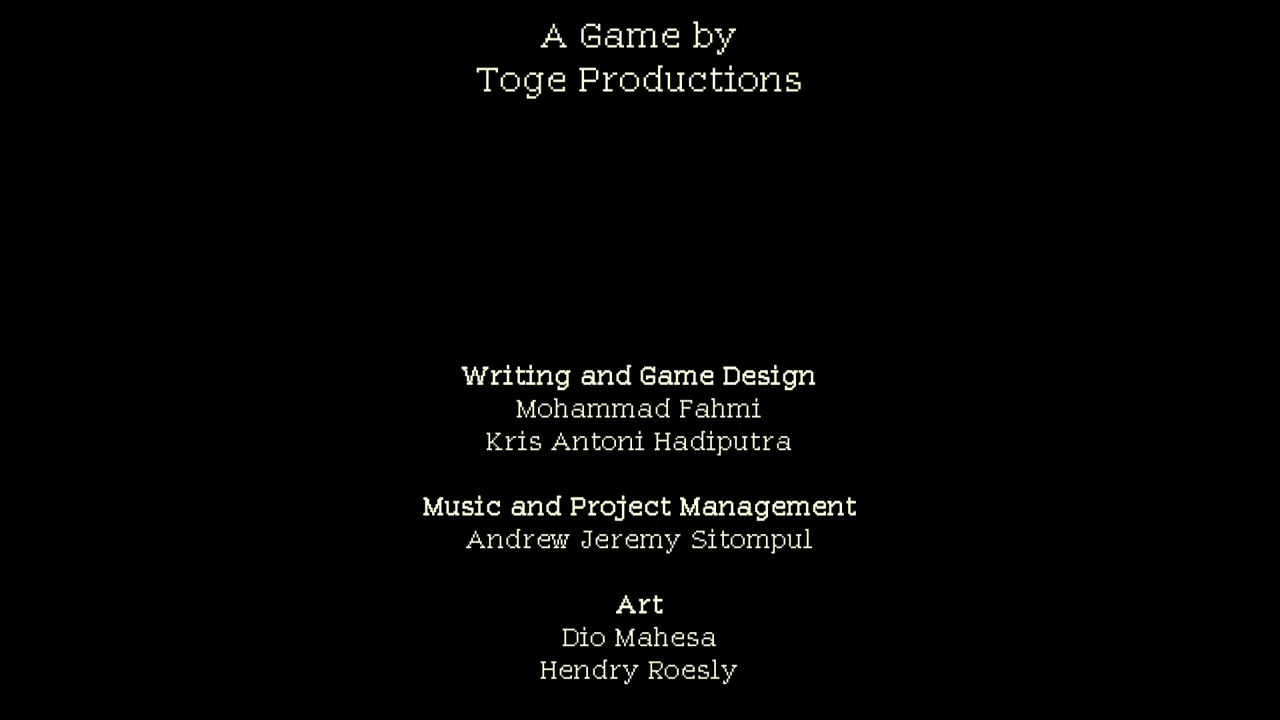 A Game by
Toge Productions
Writing and Game Design
Mohammad Fahmi
Kris Antoni Hadiputra
Music and Project Management
Andrew Jeremy Sitompul
Art
Dio Mahesa
Hendry Roesly